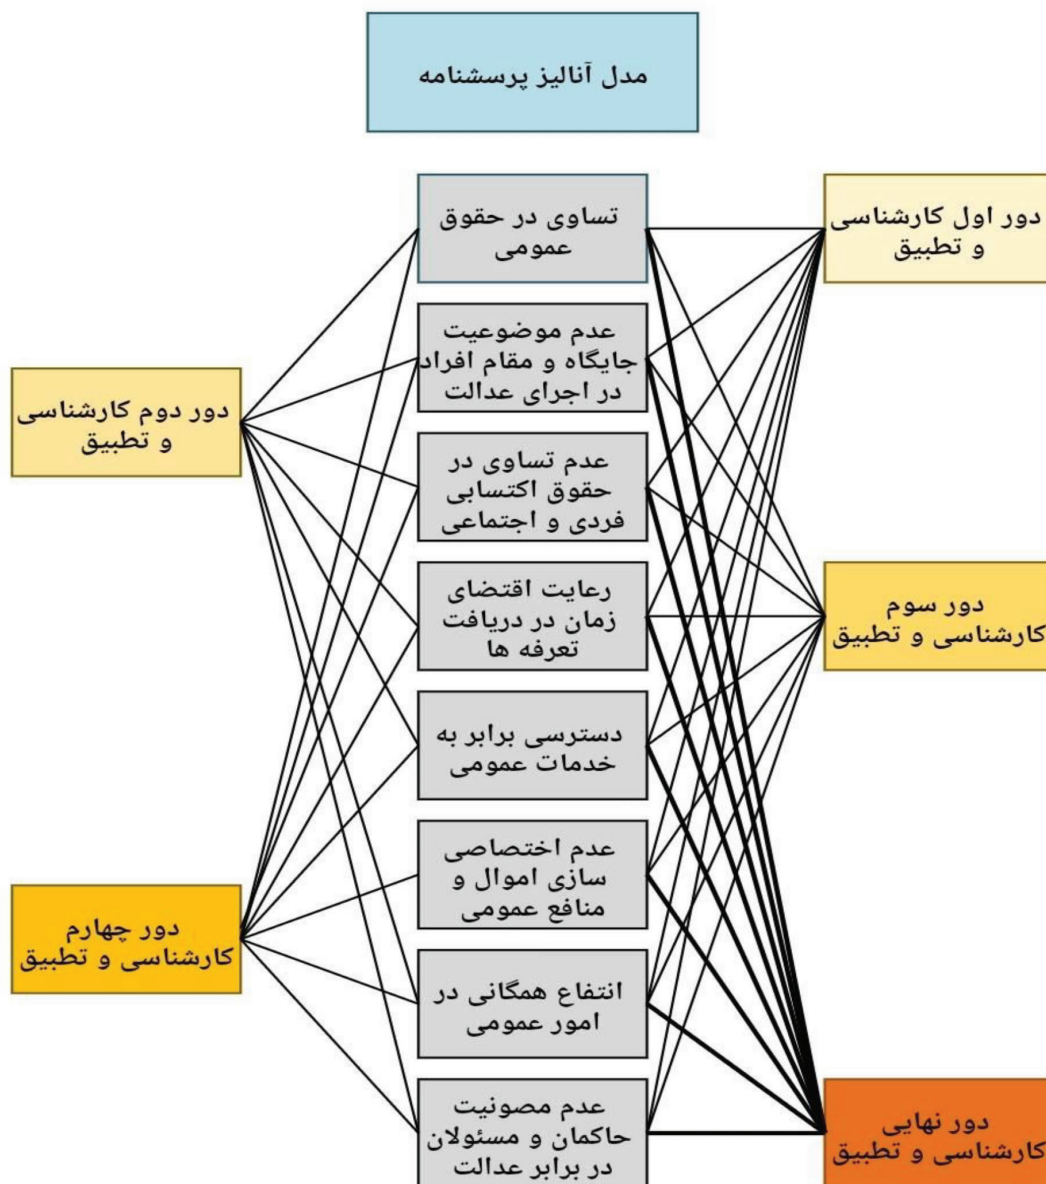 مدل آنالیز پرسشنامه
دور اول کارشناسی
و تطبیق
دور سوم
کارشناسی و تطبیق
دور نهایی
کارشناسی و تطبیق
تساوی در حقوق
عمومی
عدم موضوعیت
جایگاه و مقام افراد
در اجرای عدالت
عدم تساوی در
حقوق اکتسابی
فردی و اجتماعی
رعایت اقتضای
زمان در دریافت
تعرفه ها
دسترسی برابر به
خدمات عمومی
عدم اختصاصی
سازی اموال و
منافع عمومی
انتفاع همگانی در
امور عمومی
عدم مصونیت
حاکمان و مسئولان
در برابر عدالت
دور دوم کارشناسی
و تطبیق
دور چهارم
کارشناسی و تطبیق